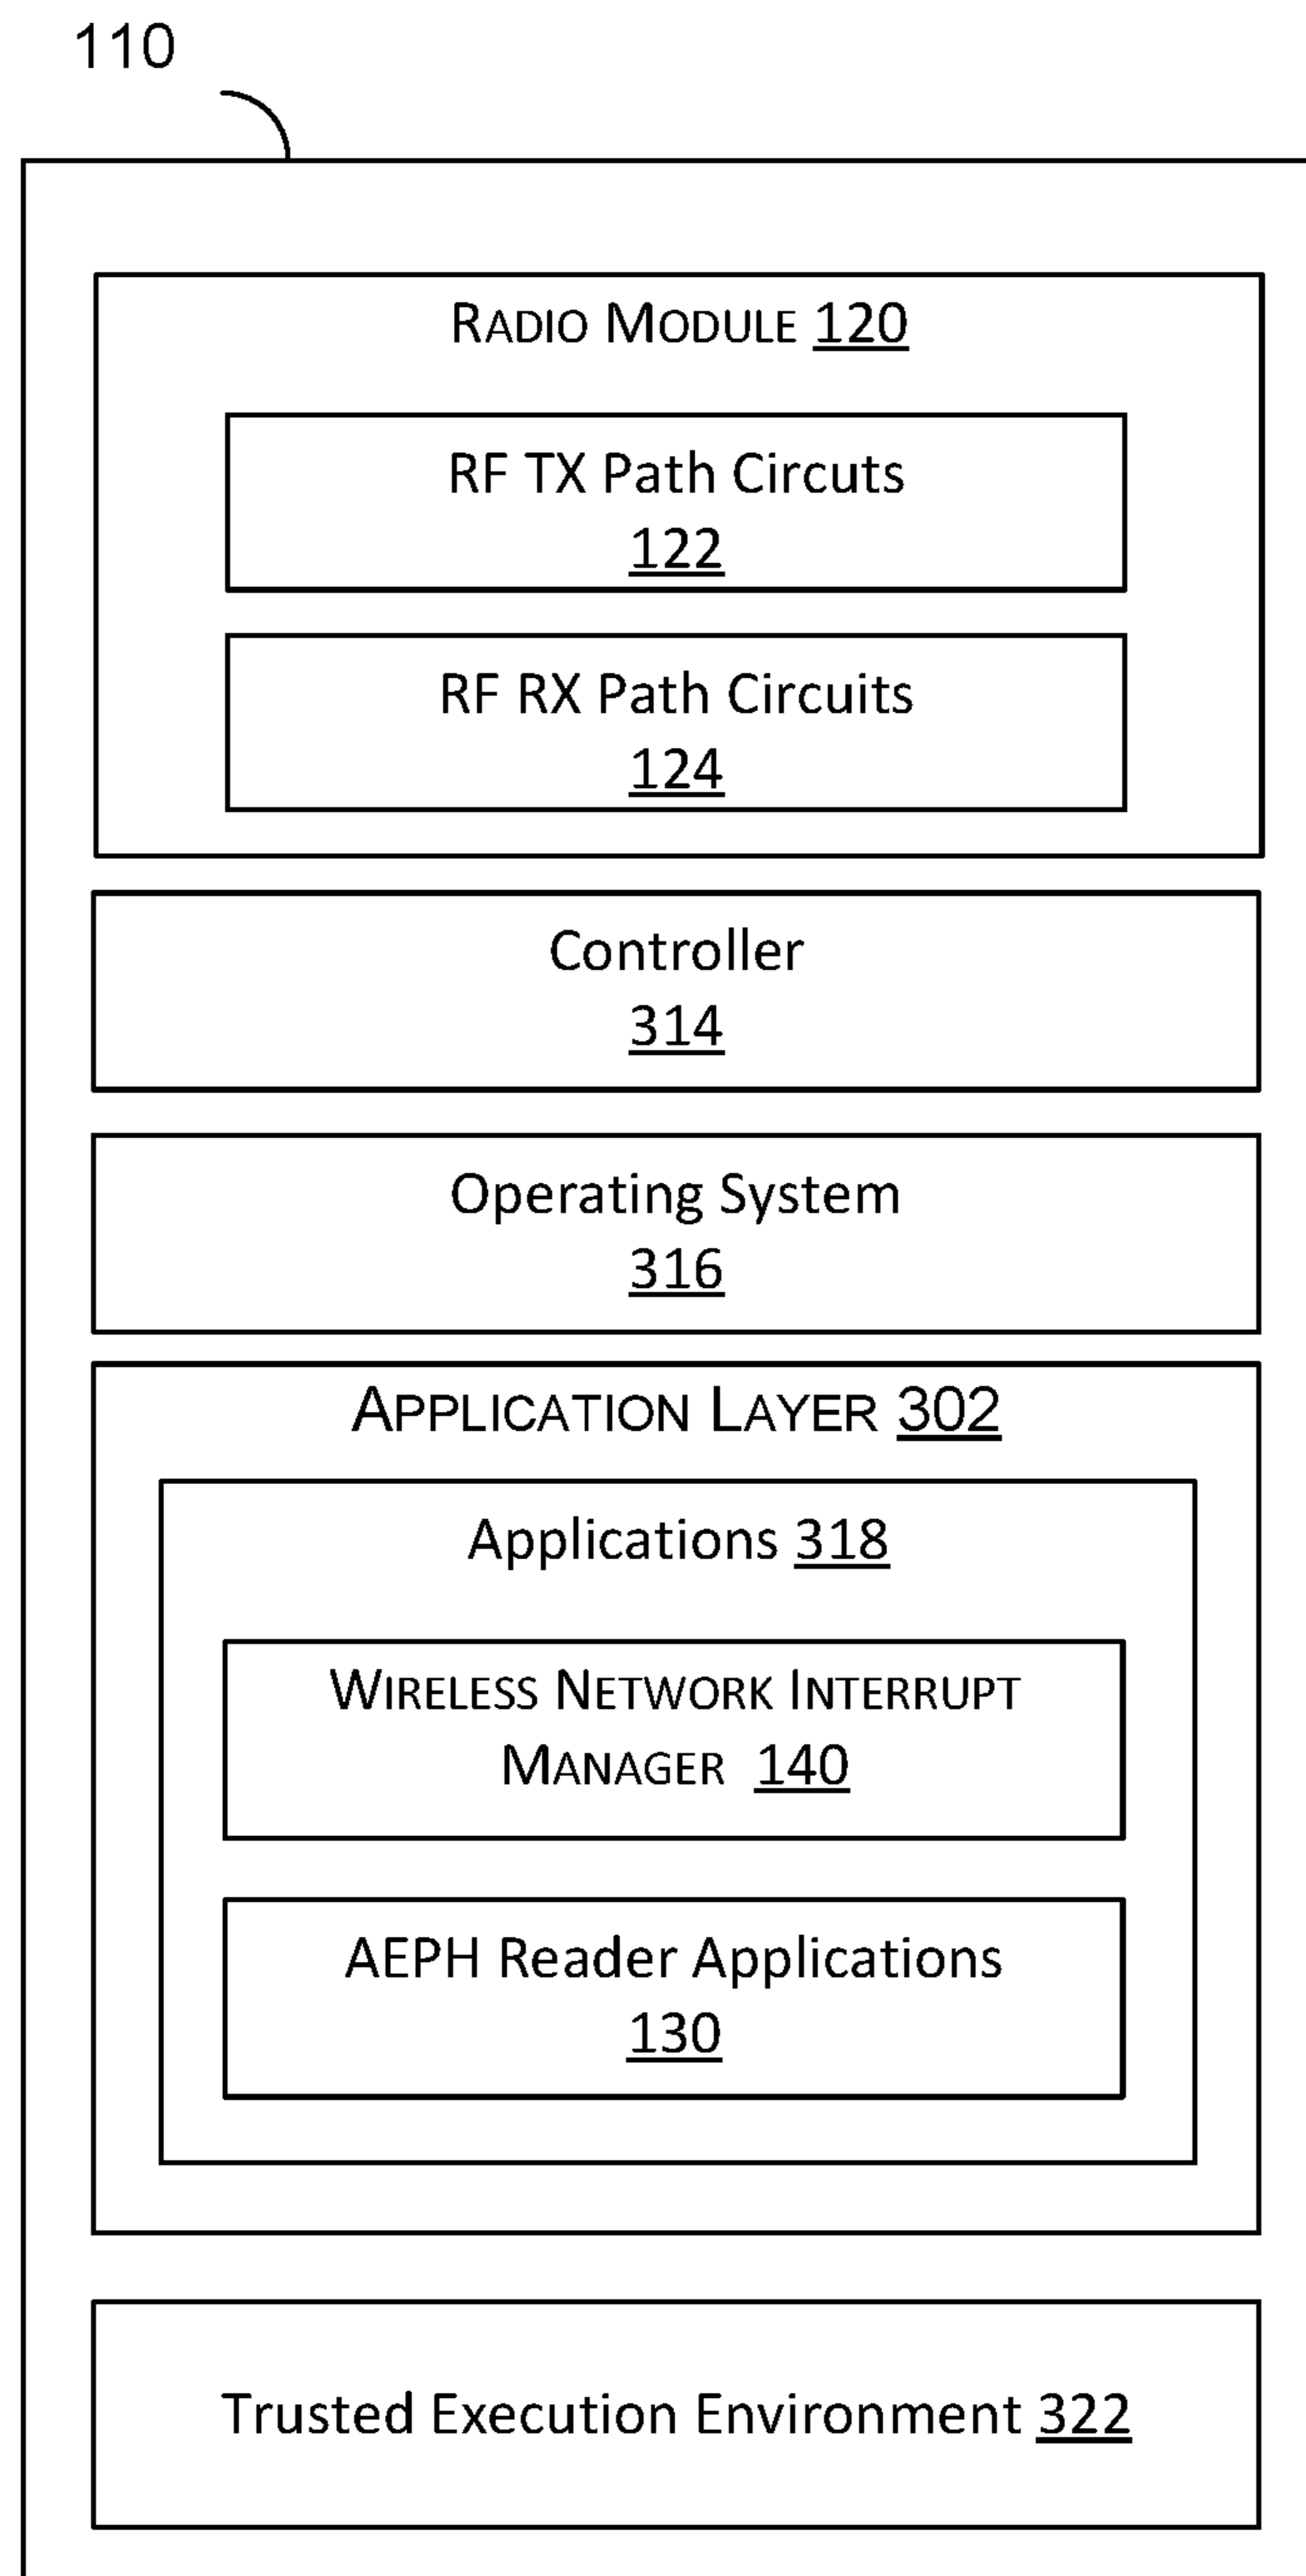 110
RADIO MODULE 120
RF TX Path Circuts
122
RF RX Path Circuits
124
Controller
314
Operating System
316
APPLICATION LAYER 302
Applications 318
WIRELESS NETWORK INTERRUPT
MANAGER 140
AEPH Reader Applications
130
Trusted Execution Environment 322